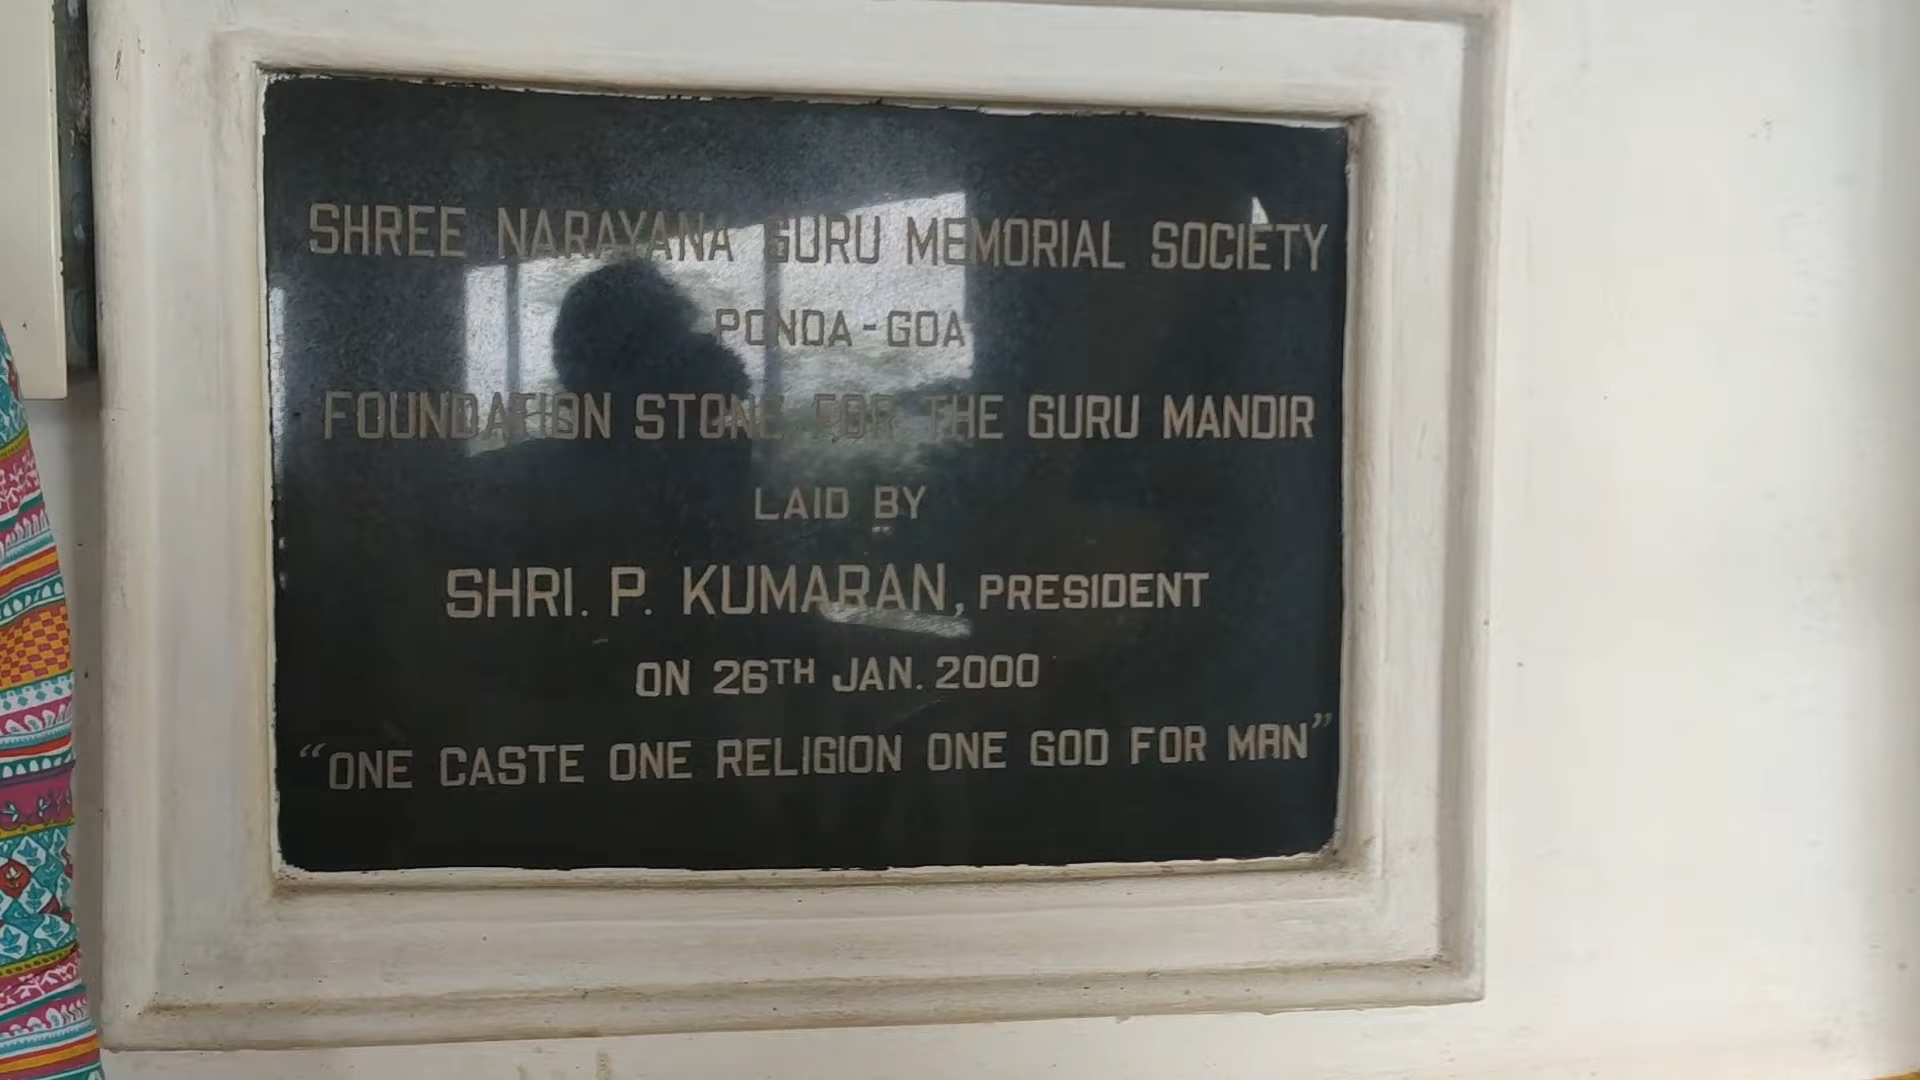 SHREE NARAYANA GURU MEMORIAL SOCIETY
PONDA - GOA
FOUNDATION STONE FOR THE GURU MANDIR
LAID BY
SHRI. P. KUMARAN, PRESIDENT
ON 26TH JAN. 2000
“ONE CASTE ONE RELIGION ONE GOD FOR MAN”